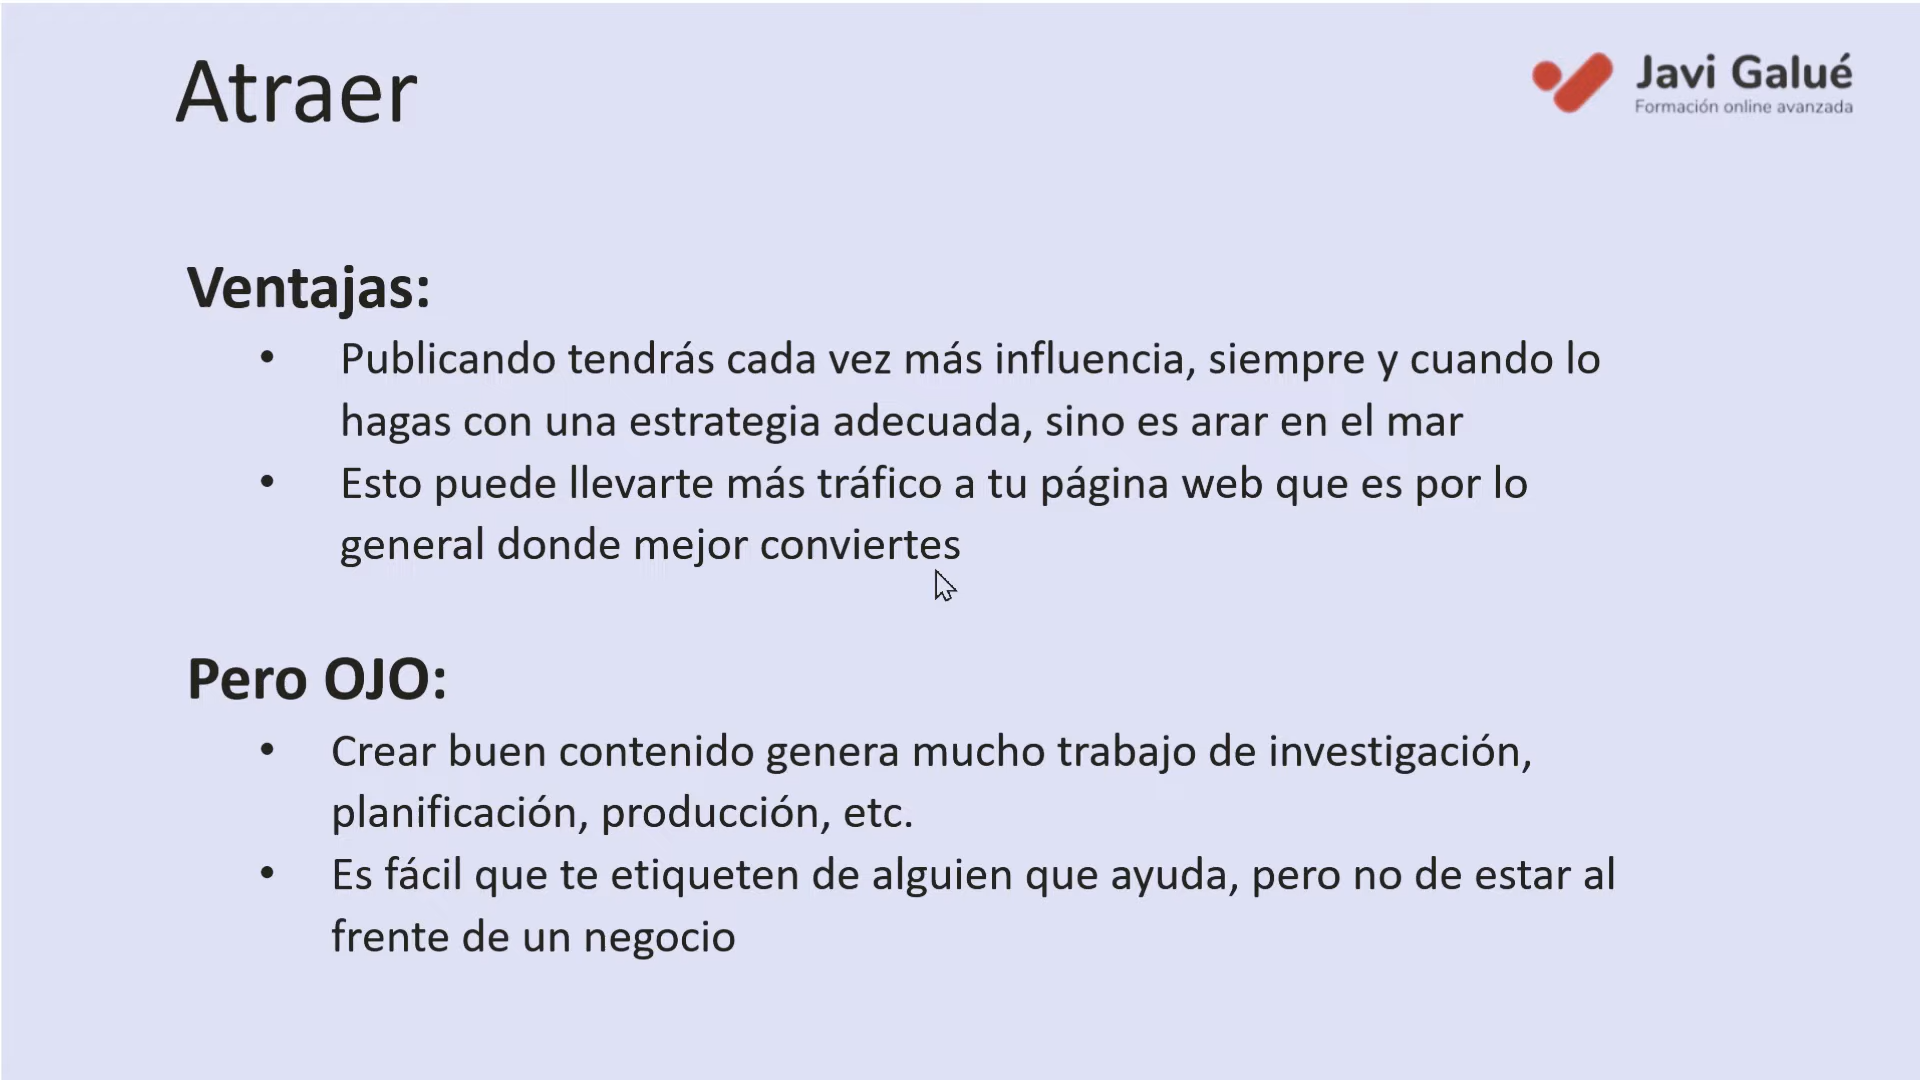 Atraer
Javi Galué
Formación online avanzada
Ventajas:
• Publicando tendrás cada vez más influencia, siempre y cuando lo
hagas con una estrategia adecuada, sino es arar en el mar
• Esto puede llevarte más tráfico a tu página web que es por lo
general donde mejor conviertes
Pero OJO:
• Crear buen contenido genera mucho trabajo de investigación,
planificación, producción, etc.
• Es fácil que te etiqueten de alguien que ayuda, pero no de estar al
frente de un negocio